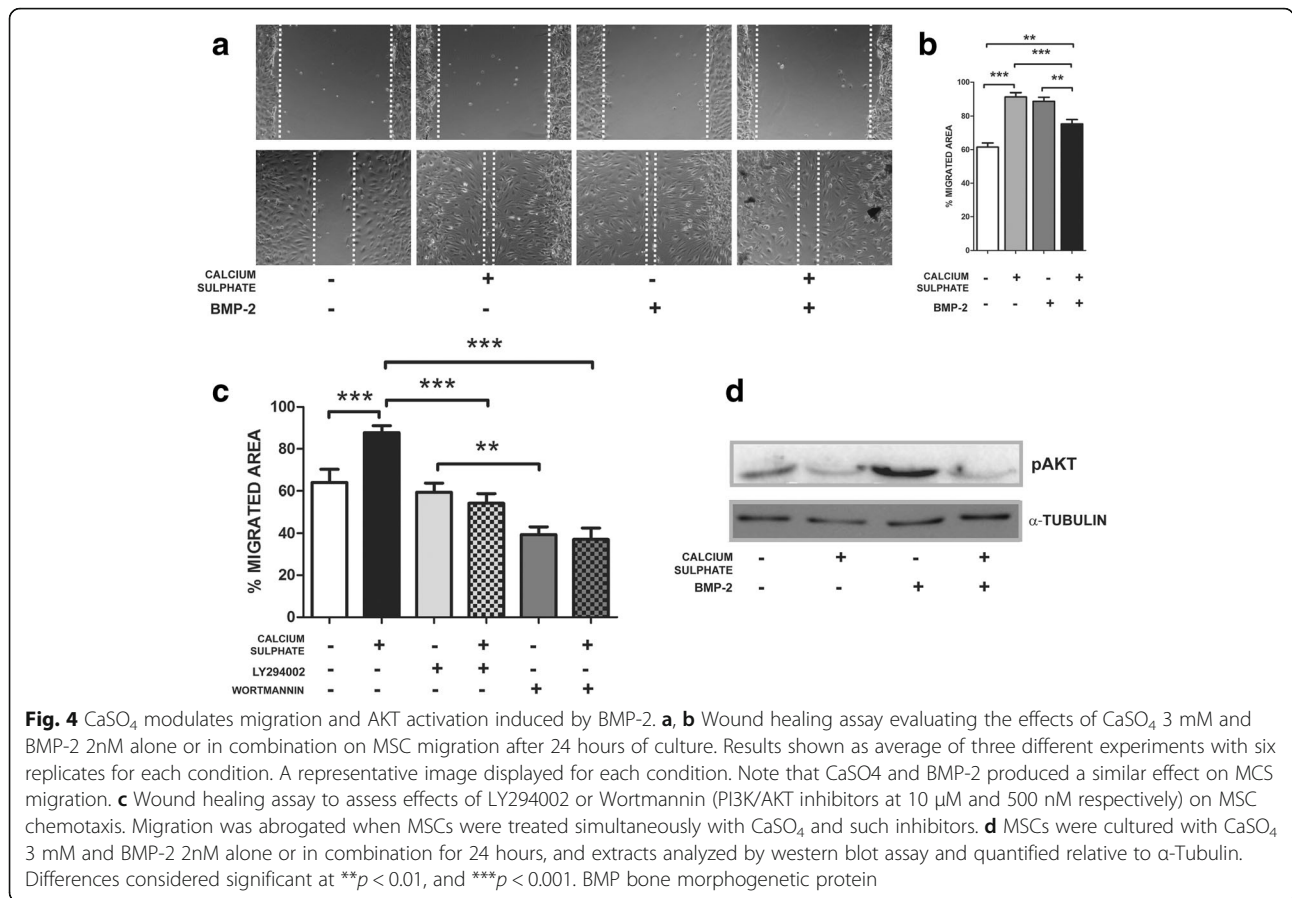 a
CALCIUM SULPHATE - + - +
BMP-2 - - + +
b
**
***
*** **
% MIGRATED AREA
100
80
60
40
20
0
CALCIUM SULPHATE - + - +
BMP-2 - - + +
c
***
***
***
**
% MIGRATED AREA
100
80
60
40
20
0
CALCIUM SULPHATE - + - + - +
LY294002 - - + + - -
WORTMANNIN - - - - + +
d
pAKT
α-TUBULIN
CALCIUM SULPHATE - + - +
BMP-2 - - + +
Fig. 4 CaSO₄ modulates migration and AKT activation induced by BMP-2. a, b Wound healing assay evaluating the effects of CaSO₄ 3 mM and
BMP-2 2nM alone or in combination on MSC migration after 24 hours of culture. Results shown as average of three different experiments with six
replicates for each condition. A representative image displayed for each condition. Note that CaSO4 and BMP-2 produced a similar effect on MCS
migration. c Wound healing assay to assess effects of LY294002 or Wortmannin (PI3K/AKT inhibitors at 10 μM and 500 nM respectively) on MSC
chemotaxis. Migration was abrogated when MSCs were treated simultaneously with CaSO₄ and such inhibitors. d MSCs were cultured with CaSO₄
3 mM and BMP-2 2nM alone or in combination for 24 hours, and extracts analyzed by western blot assay and quantified relative to α-Tubulin.
Differences considered significant at **p < 0.01, and ***p < 0.001. BMP bone morphogenetic protein